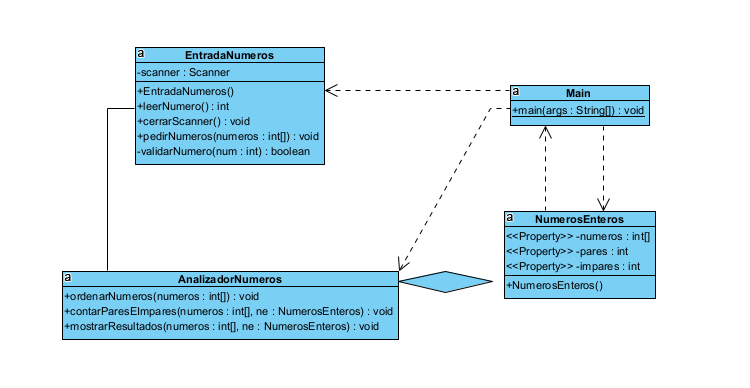 a
EntradaNumeros
-scanner : Scanner
+EntradaNumeros()
+leerNumero() : int
+cerrarScanner() : void
+pedirNumeros(numeros : int[]) : void
-validarNumero(num : int) : boolean
a
Main
+main(args : String[]) : void
a
NumerosEnteros
<<Property>> -numeros : int[]
<<Property>> -pares : int
<<Property>> -impares : int
+NumerosEnteros()
a
AnalizadorNumeros
+ordenarNumeros(numeros : int[]) : void
+contarParesEImpares(numeros : int[], ne : NumerosEnteros) : void
+mostrarResultados(numeros : int[], ne : NumerosEnteros) : void